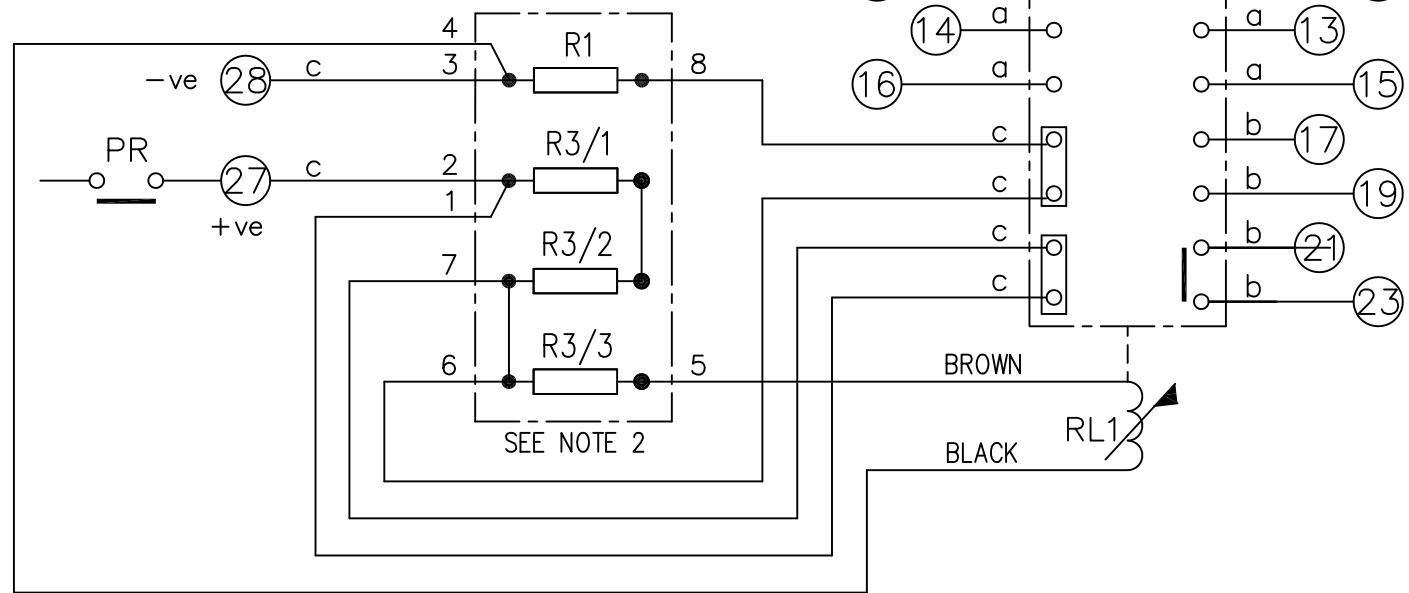 a a
14 13
4 R1
-ve 28 c 3 8 16 a a 15
PR c b 17
27 c 2 R3/1 c b 19
+ve 1
7 R3/2 c b 21
c b 23
6 R3/3 5 BROWN
RL1
SEE NOTE 2 BLACK